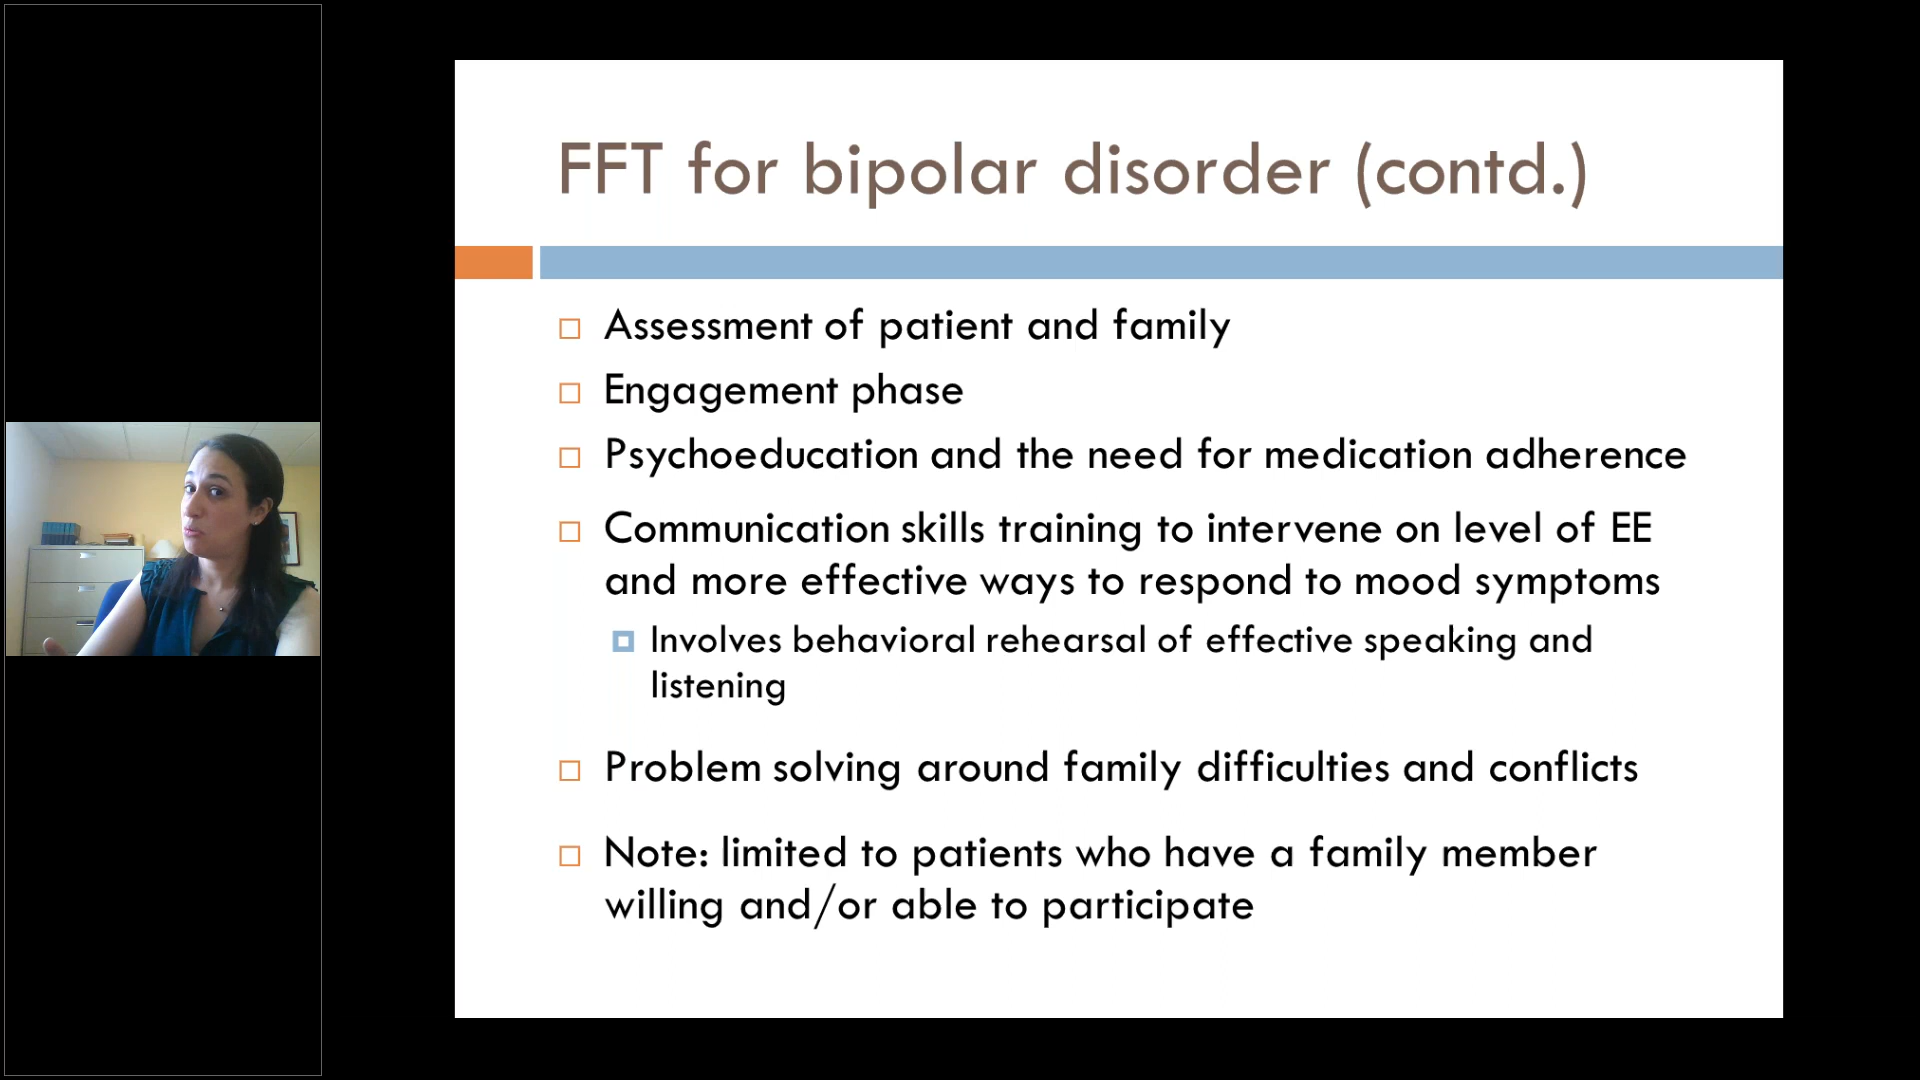 FFT for bipolar disorder (contd.)
Assessment of patient and family
Engagement phase
Psychoeducation and the need for medication adherence
Communication skills training to intervene on level of EE
and more effective ways to respond to mood symptoms
Involves behavioral rehearsal of effective speaking and
listening
Problem solving around family difficulties and conflicts
Note: limited to patients who have a family member
willing and/or able to participate